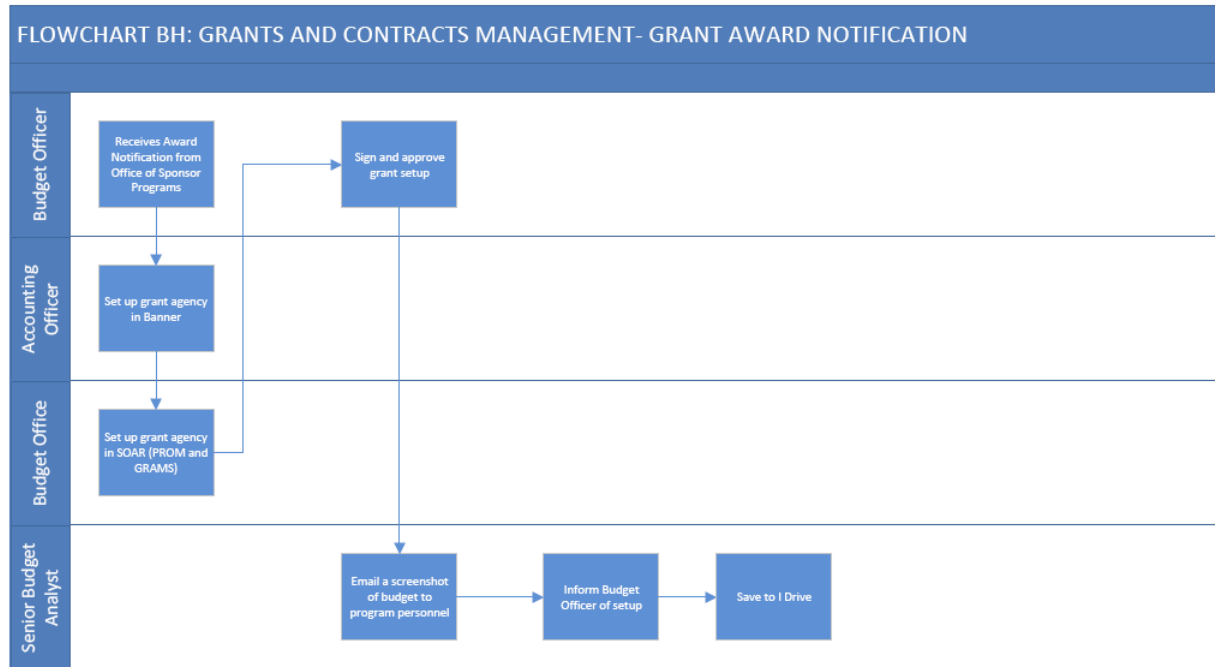 FLOWCHART BH: GRANTS AND CONTRACTS MANAGEMENT- GRANT AWARD NOTIFICATION
Budget Officer
Receives Award
Notification from
Office of Sponsor
Programs
Sign and approve
grant setup
Accounting
Officer
Set up grant agency
in Banner
Budget Office
Set up grant agency
in SOAR (PROM and
GRAMS)
Senior Budget
Analyst
Email a screenshot
of budget to
program personnel
Inform Budget
Officer of setup
Save to I Drive